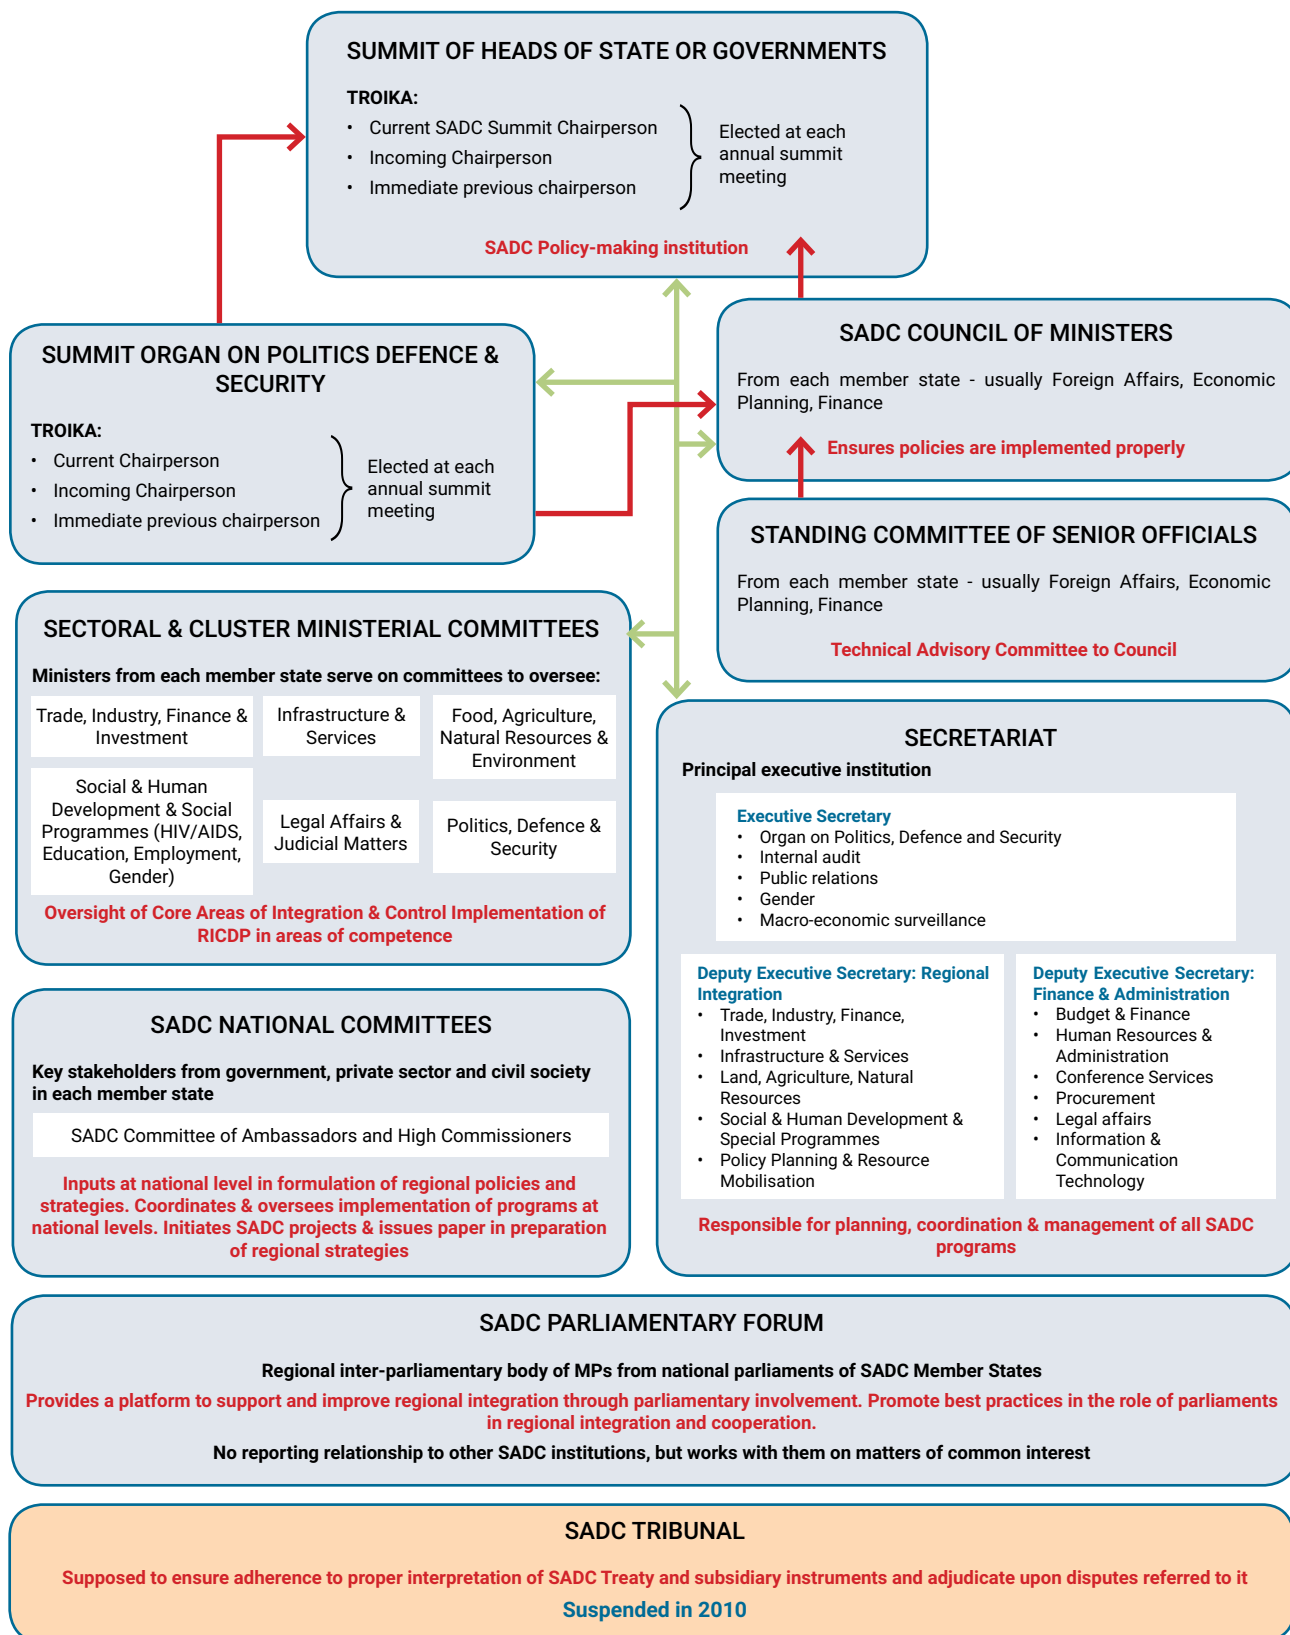 SUMMIT OF HEADS OF STATE OR GOVERNMENTS
TROIKA:
• Current SADC Summit Chairperson
• Incoming Chairperson
• Immediate previous chairperson
Elected at each
annual summit
meeting
SADC Policy-making institution
SUMMIT ORGAN ON POLITICS DEFENCE &
SECURITY
TROIKA:
• Current Chairperson
• Incoming Chairperson
• Immediate previous chairperson
Elected at each
annual summit
meeting
SADC COUNCIL OF MINISTERS
From each member state - usually Foreign Affairs, Economic
Planning, Finance
Ensures policies are implemented properly
STANDING COMMITTEE OF SENIOR OFFICIALS
From each member state - usually Foreign Affairs, Economic
Planning, Finance
Technical Advisory Committee to Council
SECTORAL & CLUSTER MINISTERIAL COMMITTEES
Ministers from each member state serve on committees to oversee:
Trade, Industry, Finance &
Investment
Infrastructure &
Services
Food, Agriculture,
Natural Resources &
Environment
Social & Human
Development & Social
Programmes (HIV/AIDS,
Education, Employment,
Gender)
Legal Affairs &
Judicial Matters
Politics, Defence &
Security
Oversight of Core Areas of Integration & Control Implementation of
RICDP in areas of competence
SECRETARIAT
Principal executive institution
Executive Secretary
• Organ on Politics, Defence and Security
• Internal audit
• Public relations
• Gender
• Macro-economic surveillance
Deputy Executive Secretary: Regional
Integration
• Trade, Industry, Finance,
Investment
• Infrastructure & Services
• Land, Agriculture, Natural
Resources
• Social & Human Development &
Special Programmes
• Policy Planning & Resource
Mobilisation
Deputy Executive Secretary:
Finance & Administration
• Budget & Finance
• Human Resources &
Administration
• Conference Services
• Procurement
• Legal affairs
• Information &
Communication
Technology
Responsible for planning, coordination & management of all SADC
programs
SADC NATIONAL COMMITTEES
Key stakeholders from government, private sector and civil society
in each member state
SADC Committee of Ambassadors and High Commissioners
Inputs at national level in formulation of regional policies and
strategies. Coordinates & oversees implementation of programs at
national levels. Initiates SADC projects & issues paper in preparation
of regional strategies
SADC PARLIAMENTARY FORUM
Regional inter-parliamentary body of MPs from national parliaments of SADC Member States
Provides a platform to support and improve regional integration through parliamentary involvement. Promote best practices in the role of parliaments
in regional integration and cooperation.
No reporting relationship to other SADC institutions, but works with them on matters of common interest
SADC TRIBUNAL
Supposed to ensure adherence to proper interpretation of SADC Treaty and subsidiary instruments and adjudicate upon disputes referred to it
Suspended in 2010